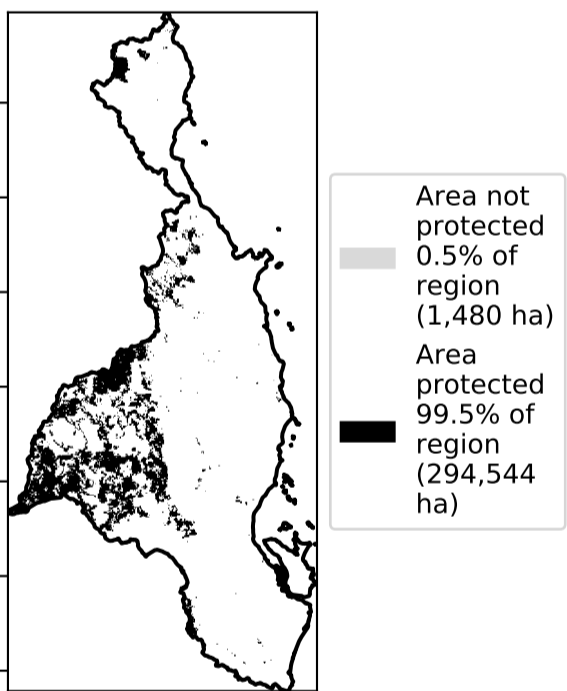 Area not
protected
0.5% of
region
(1,480 ha)
Area
protected
99.5% of
region
(294,544
ha)